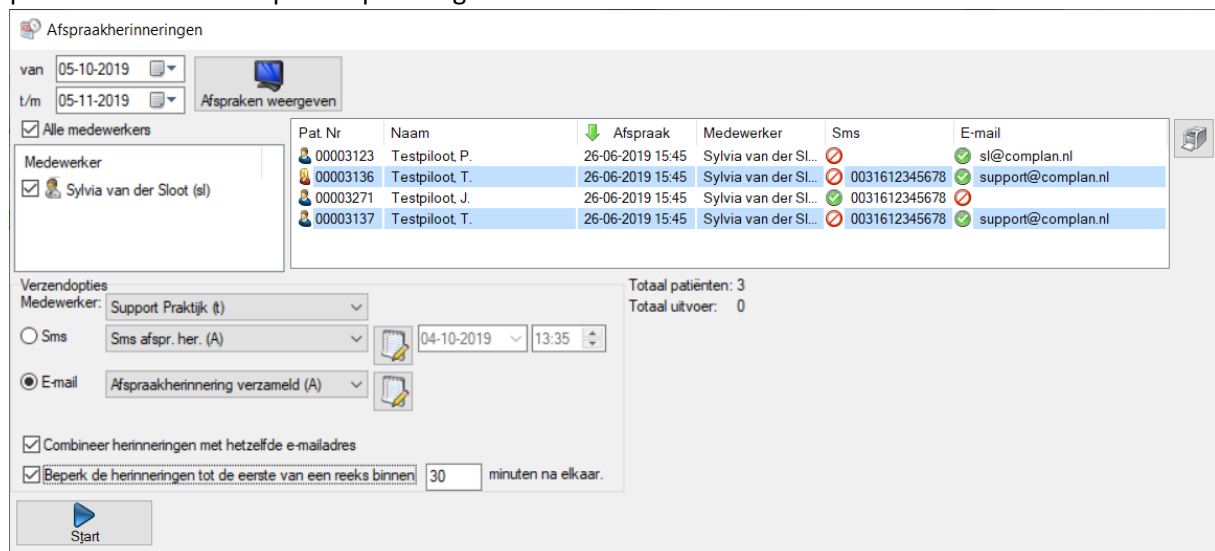 Afspraakherinneringen
van 05-10-2019
t/m 05-11-2019 Afspraken weergeven
Alle medewerkers
Medewerker
Sylvia van der Sloot (sl)
Pat. Nr Naam Afspraak Medewerker Sms E-mail
00003123 Testpiloot, P. 26-06-2019 15:45 Sylvia van der Sl... sl@complan.nl
00003136 Testpiloot, T. 26-06-2019 15:45 Sylvia van der Sl... 0031612345678 support@complan.nl
00003271 Testpiloot, J. 26-06-2019 15:45 Sylvia van der Sl... 0031612345678
00003137 Testpiloot, T. 26-06-2019 15:45 Sylvia van der Sl... 0031612345678 support@complan.nl
Verzendopties
Medewerker: Support Praktijk (t)
Sms Sms afspr. her. (A) 04-10-2019 13:35
E-mail Afspraakherinnering verzameld (A)
Combineer herinneringen met hetzelfde e-mailadres
Beperk de herinneringen tot de eerste van een reeks binnen 30 minuten na elkaar.
Totaal patiënten: 3
Totaal uitvoer: 0
Start